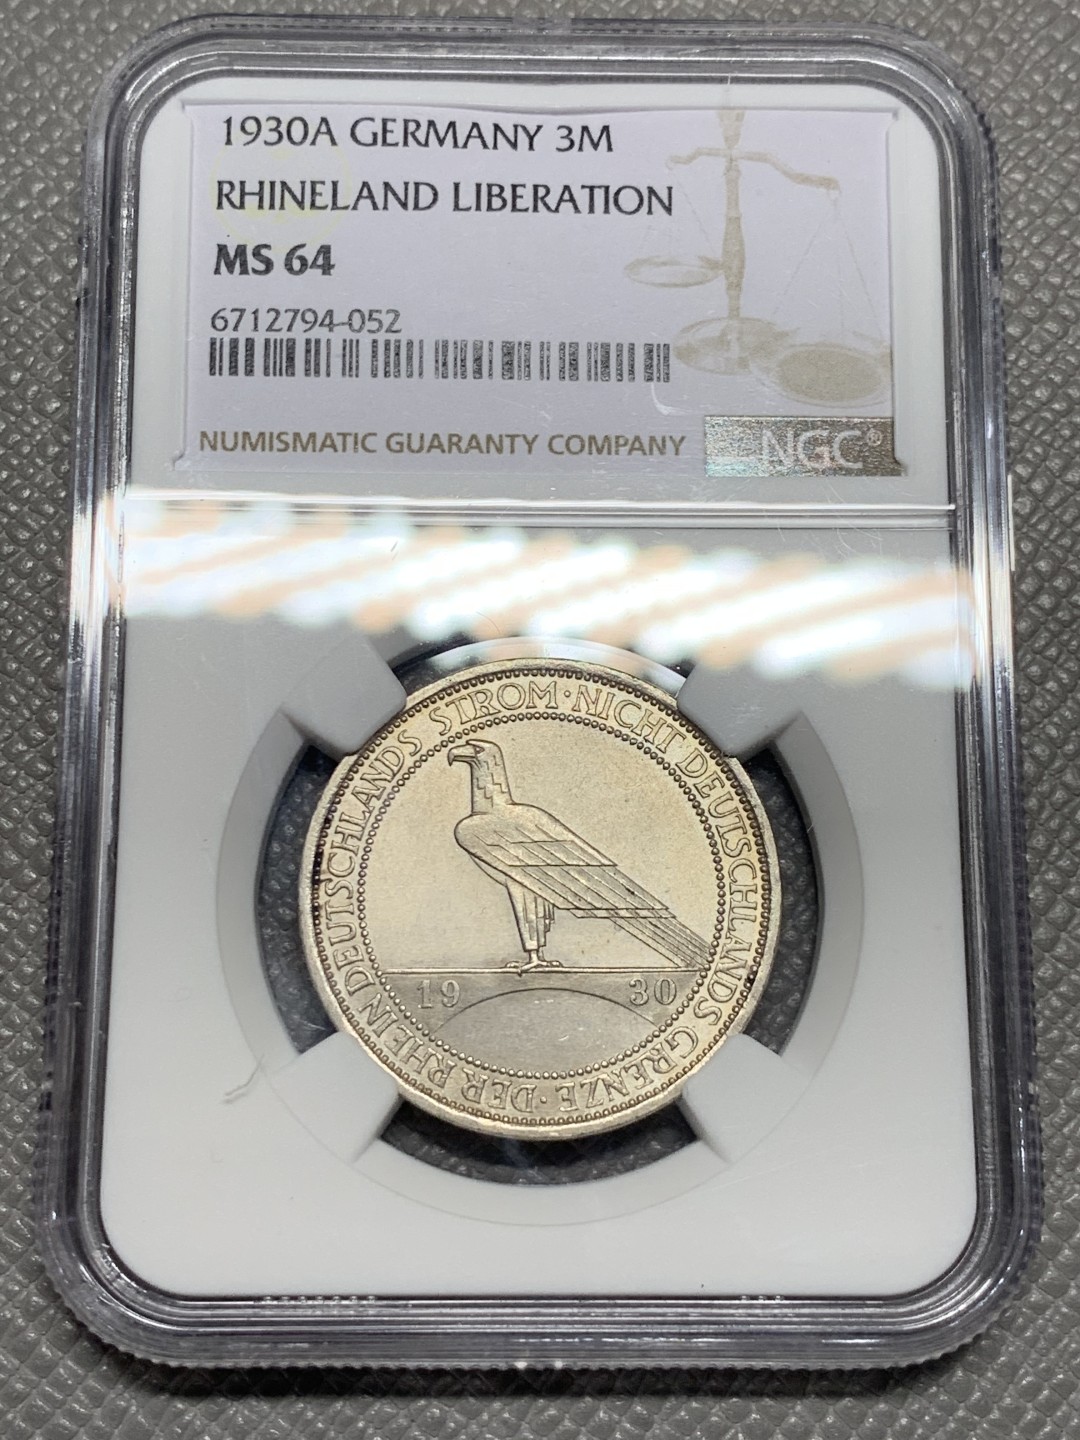 1930A GERMANY 3M
RHINELAND LIBERATION
MS 64
6712794-052
NUMISMATIC GUARANTY COMPANY
NGC®
DER RHEIN DEUTSCHLANDS STROM · NICHT DEUTSCHLANDS GRENZE ·
19 30